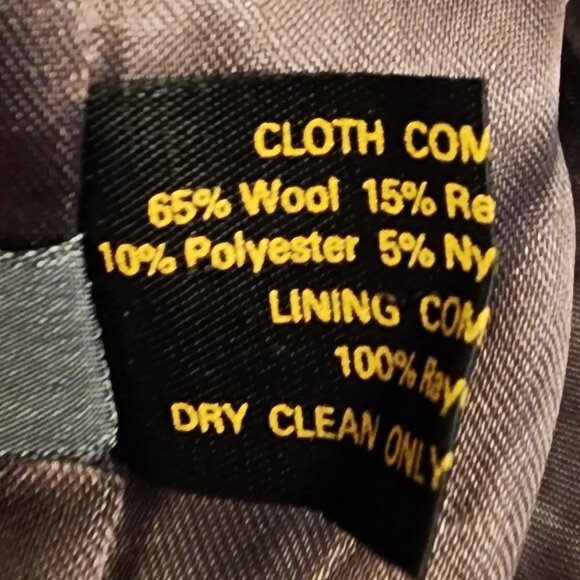 CLOTH COM
65% Wool 15% Re
10% Polyester 5% Ny
LINING COM
100% Ray
DRY CLEAN ONLY